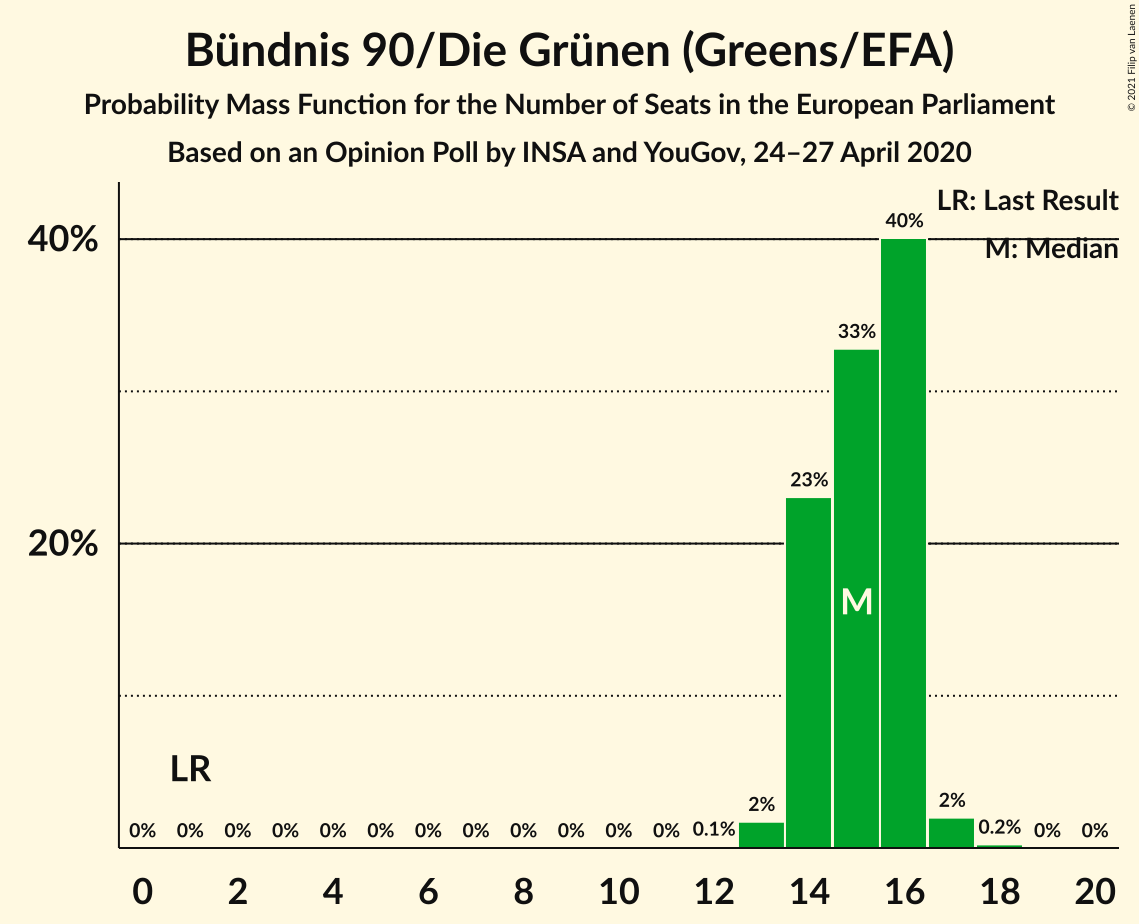 Bündnis 90/Die Grünen (Greens/EFA)
Probability Mass Function for the Number of Seats in the European Parliament
Based on an Opinion Poll by INSA and YouGov, 24–27 April 2020
© 2021 Filip van Laenen
LR: Last Result
M: Median
40%
20%
40%
33%
23%
M
LR
0% 0% 0% 0% 0% 0% 0% 0% 0% 0% 0% 0% 0.1% 2% 2% 0.2% 0% 0%
0 2 4 6 8 10 12 14 16 18 20